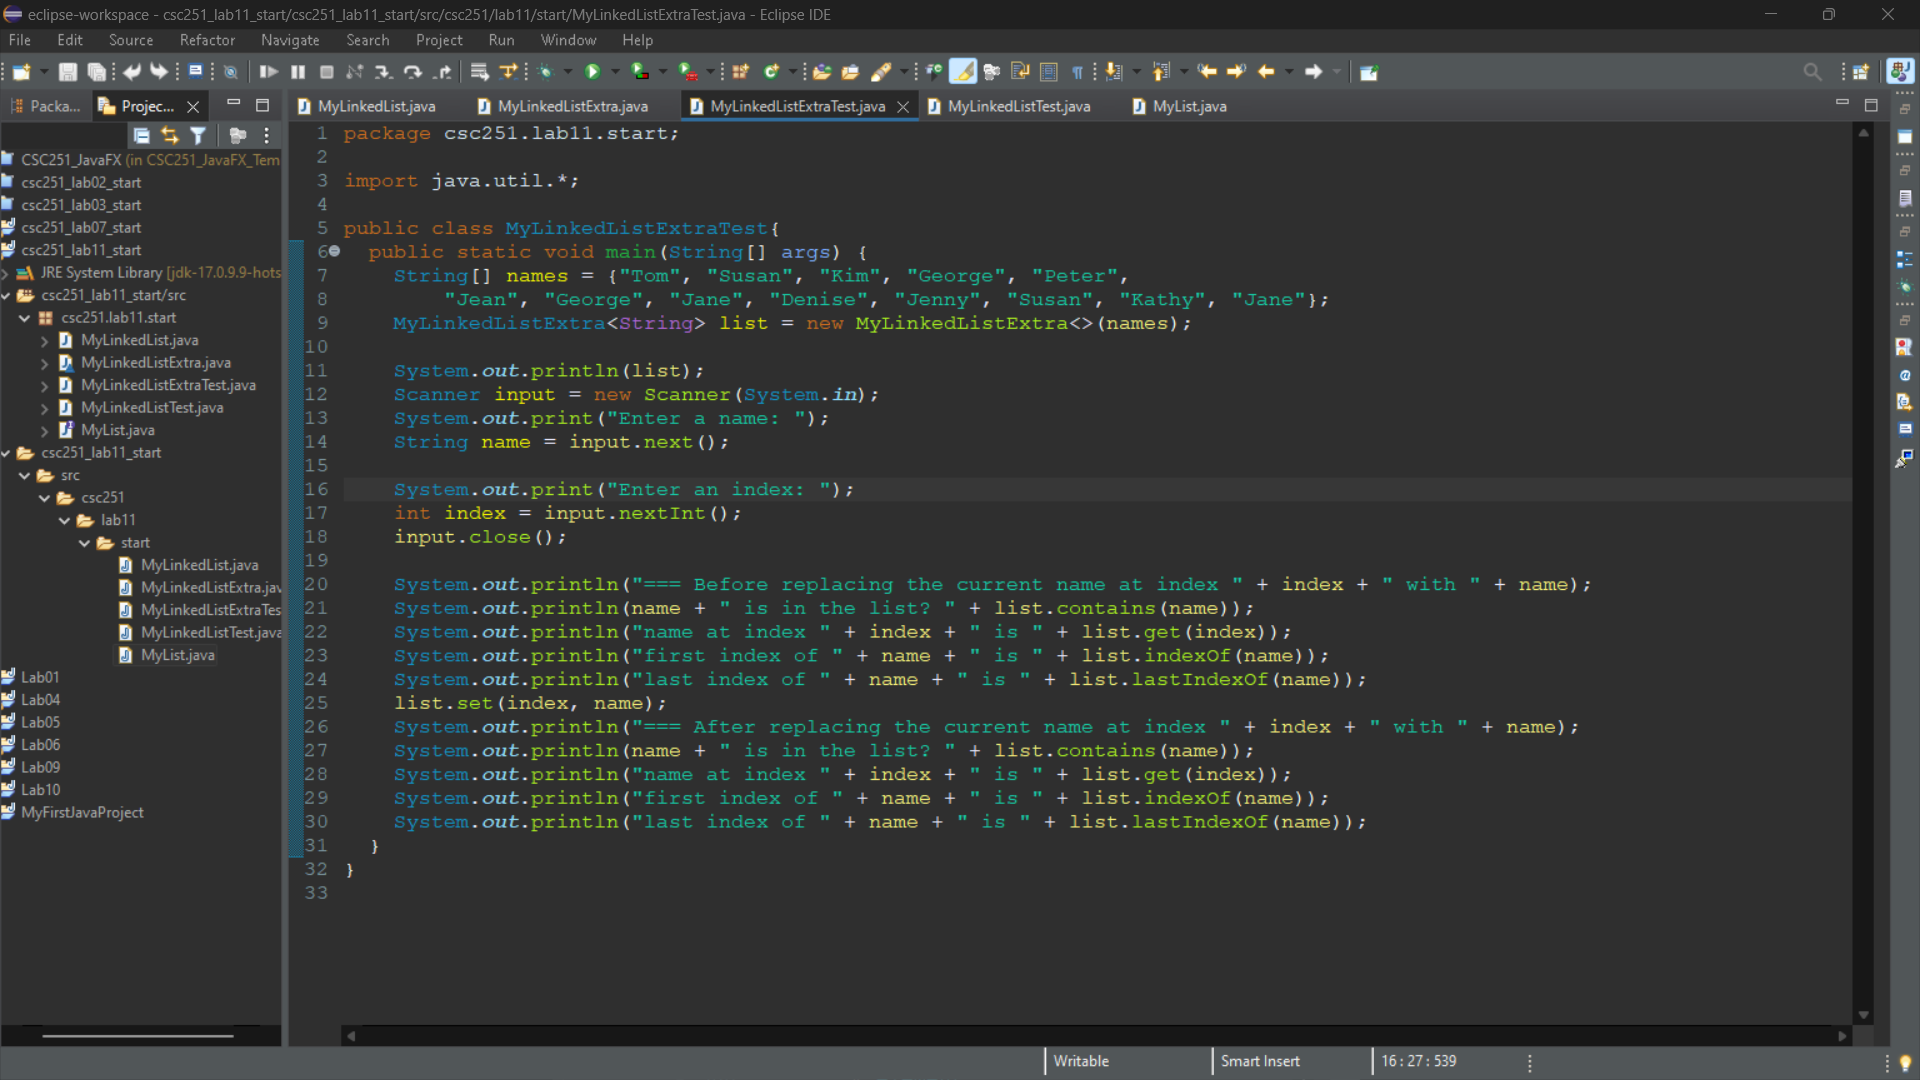 eclipse-workspace - csc251_lab11_start/csc251_lab11_start/src/csc251/lab11/start/MyLinkedListExtraTest.java - Eclipse IDE
File Edit Source Refactor Navigate Search Project Run Window Help
Packa... Projec... MyLinkedList.java MyLinkedListExtra.java MyLinkedListExtraTest.java MyLinkedListTest.java MyList.java
CSC251_JavaFX (in CSC251_JavaFX_Tem
csc251_lab02_start
csc251_lab03_start
csc251_lab07_start
csc251_lab11_start
JRE System Library [jdk-17.0.9.9-hots
csc251_lab11_start/src
csc251.lab11.start
MyLinkedList.java
MyLinkedListExtra.java
MyLinkedListExtraTest.java
MyLinkedListTest.java
MyList.java
csc251_lab11_start
src
csc251
lab11
start
MyLinkedList.java
MyLinkedListExtra.jav
MyLinkedListExtraTes
MyLinkedListTest.java
MyList.java
Lab01
Lab04
Lab05
Lab06
Lab09
Lab10
MyFirstJavaProject
1 package csc251.lab11.start;
2
3 import java.util.*;
4
5 public class MyLinkedListExtraTest{
6 public static void main(String[] args) {
7 String[] names = {"Tom", "Susan", "Kim", "George", "Peter",
8 "Jean", "George", "Jane", "Denise", "Jenny", "Susan", "Kathy", "Jane"};
9 MyLinkedListExtra<String> list = new MyLinkedListExtra<>(names);
10
11 System.out.println(list);
12 Scanner input = new Scanner(System.in);
13 System.out.print("Enter a name: ");
14 String name = input.next();
15
16 System.out.print("Enter an index: ");
17 int index = input.nextInt();
18 input.close();
19
20 System.out.println("=== Before replacing the current name at index " + index + " with " + name);
21 System.out.println(name + " is in the list? " + list.contains(name));
22 System.out.println("name at index " + index + " is " + list.get(index));
23 System.out.println("first index of " + name + " is " + list.indexOf(name));
24 System.out.println("last index of " + name + " is " + list.lastIndexOf(name));
25 list.set(index, name);
26 System.out.println("=== After replacing the current name at index " + index + " with " + name);
27 System.out.println(name + " is in the list? " + list.contains(name));
28 System.out.println("name at index " + index + " is " + list.get(index));
29 System.out.println("first index of " + name + " is " + list.indexOf(name));
30 System.out.println("last index of " + name + " is " + list.lastIndexOf(name));
31 }
32 }
33
Writable Smart Insert 16 : 27 : 539